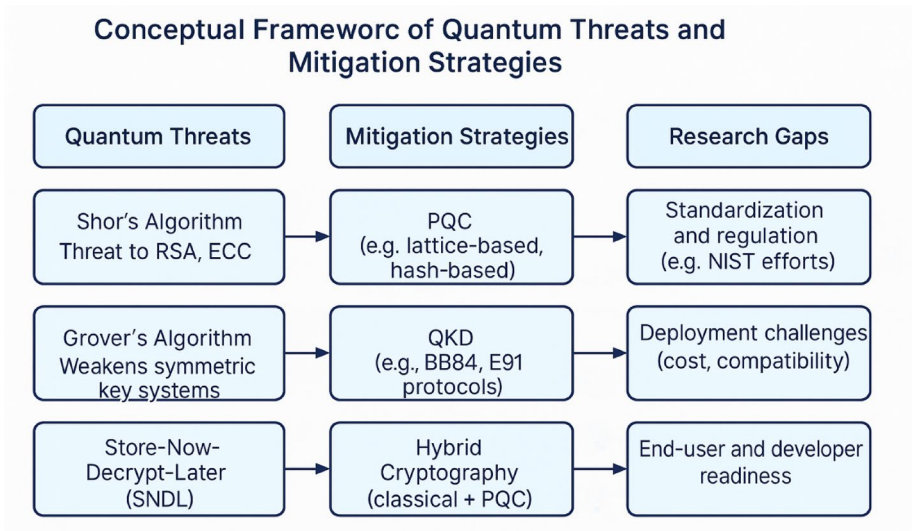 Conceptual Frameworc of Quantum Threats and
Mitigation Strategies
Quantum Threats
Mitigation Strategies
Research Gaps
Shor's Algorithm
Threat to RSA, ECC
PQC
(e.g. lattice-based,
hash-based)
Standardization
and regulation
(e.g. NIST efforts)
Grover's Algorithm
Weakens symmetric
key systems
QKD
(e.g., BB84, E91
protocols)
Deployment challenges
(cost, compatibility)
Store-Now-
Decrypt-Later
(SNDL)
Hybrid
Cryptography
(classical + PQC)
End-user and developer
readiness